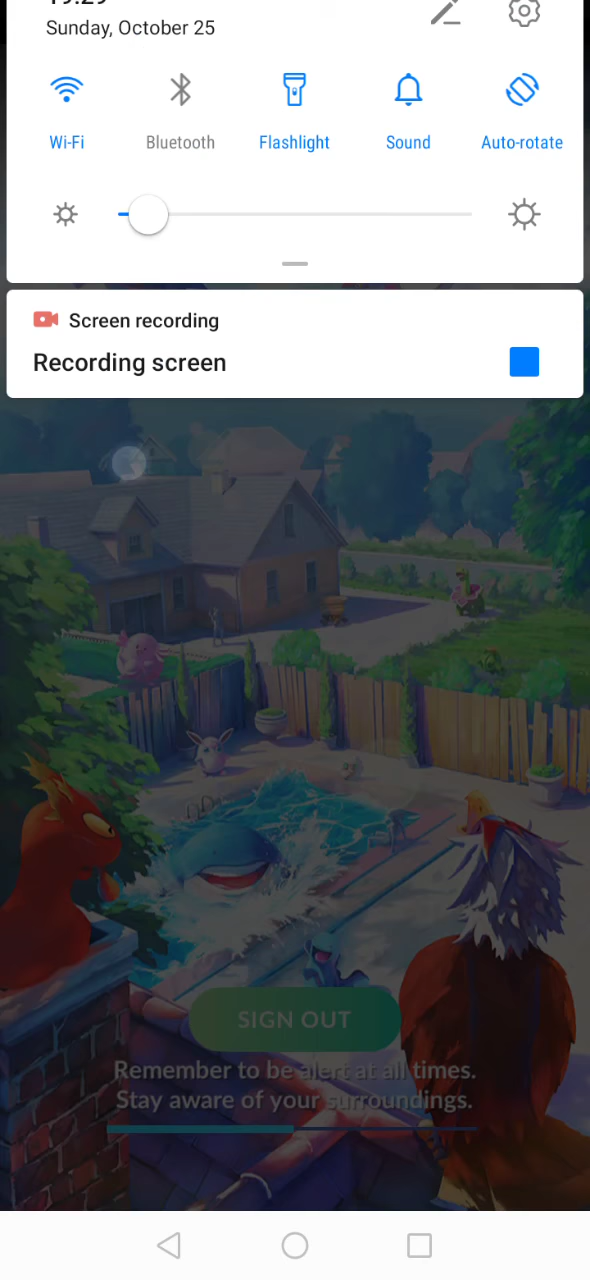 Sunday, October 25
Wi-Fi
Bluetooth
Flashlight
Sound
Auto-rotate
Screen recording
Recording screen
SIGN OUT
Remember to be alert at all times.
Stay aware of your surroundings.